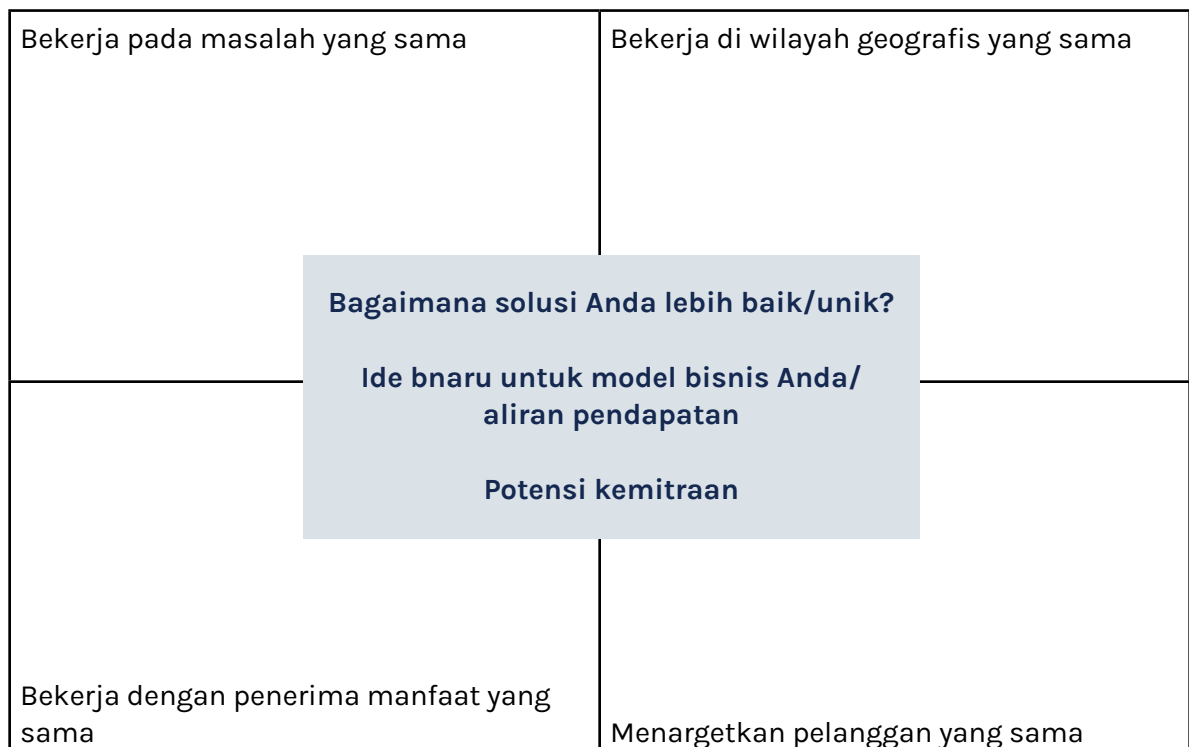 Bekerja pada masalah yang sama
Bekerja di wilayah geografis yang sama
Bagaimana solusi Anda lebih baik/unik?
Ide bnaru untuk model bisnis Anda/
aliran pendapatan
Potensi kemitraan
Bekerja dengan penerima manfaat yang
sama
Menargetkan pelanggan yang sama